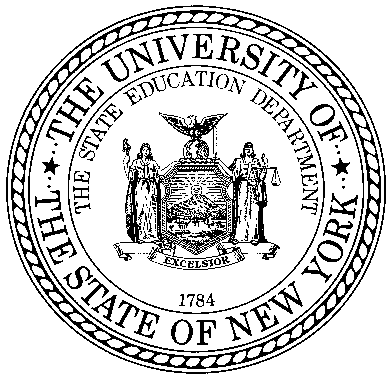 THE UNIVERSITY OF
THE STATE OF NEW YORK
THE STATE EDUCATION DEPARTMENT
EXCELSIOR
1784